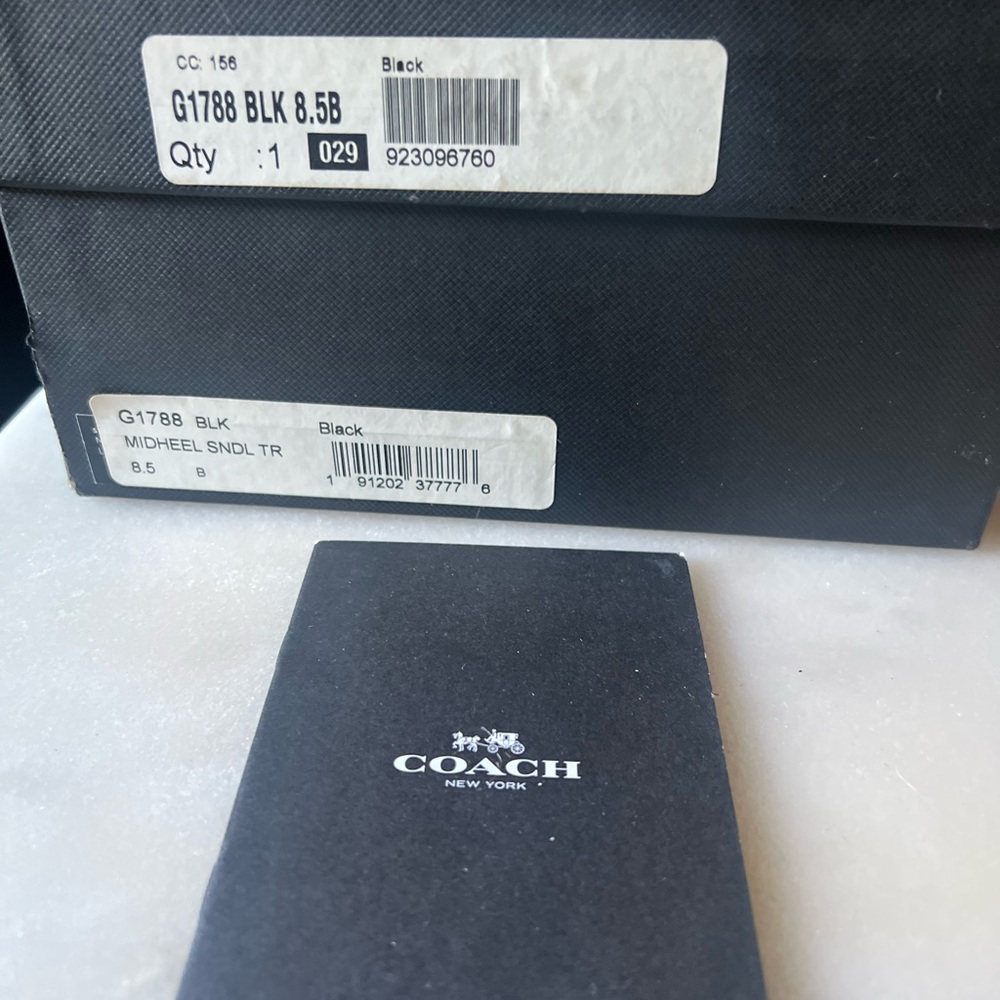 CC: 156
Black
G1788 BLK 8.5B
Qty :1 029 923096760
G1788 BLK
Black
MIDHEEL SNDL TR
8.5 B
1 91202 37777 6
COACH
NEW YORK